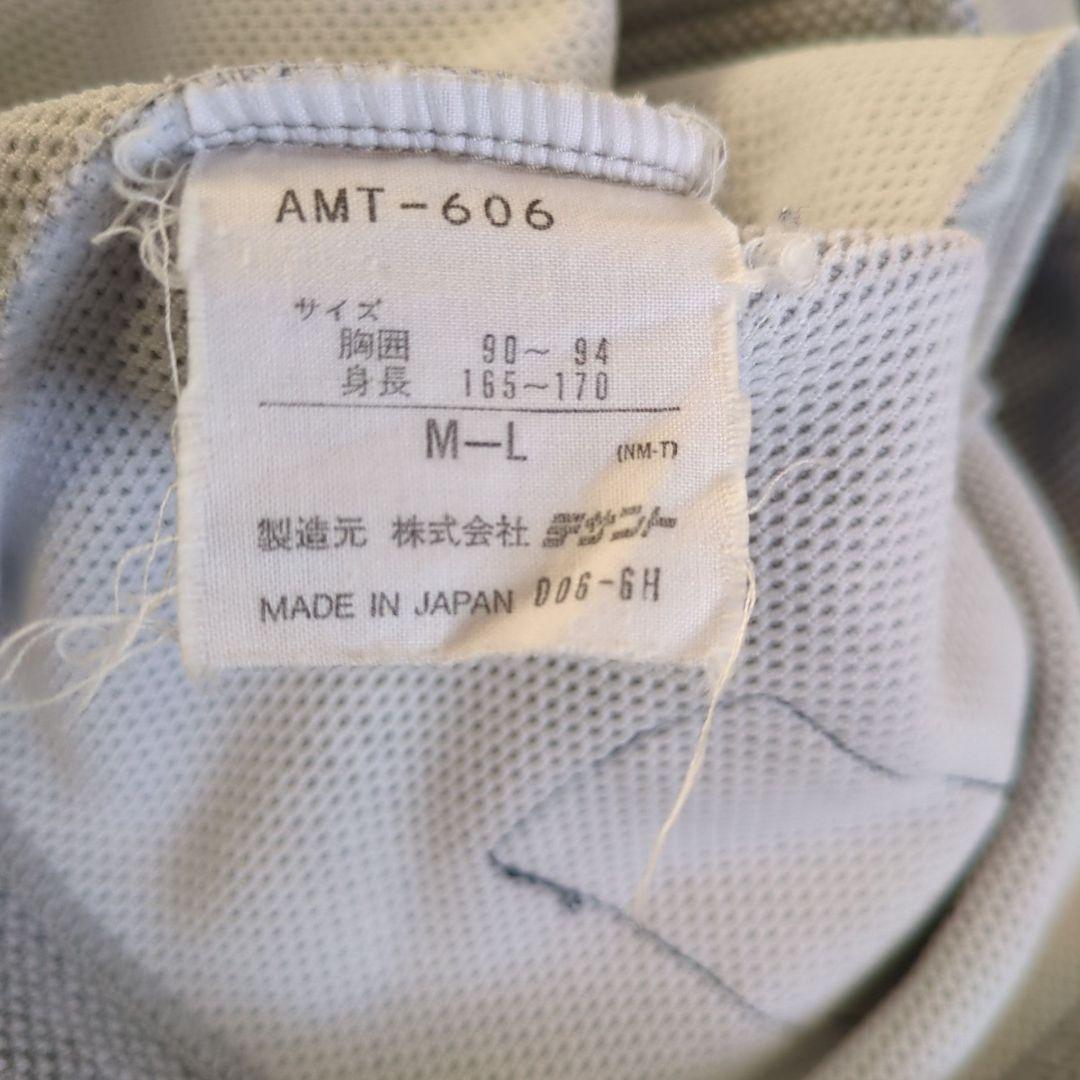 AMT-606
サイズ
胸囲 90～ 94
身長 165～170
M—L (NM-T)
製造元 株式会社 デサント
MADE IN JAPAN D06-6H